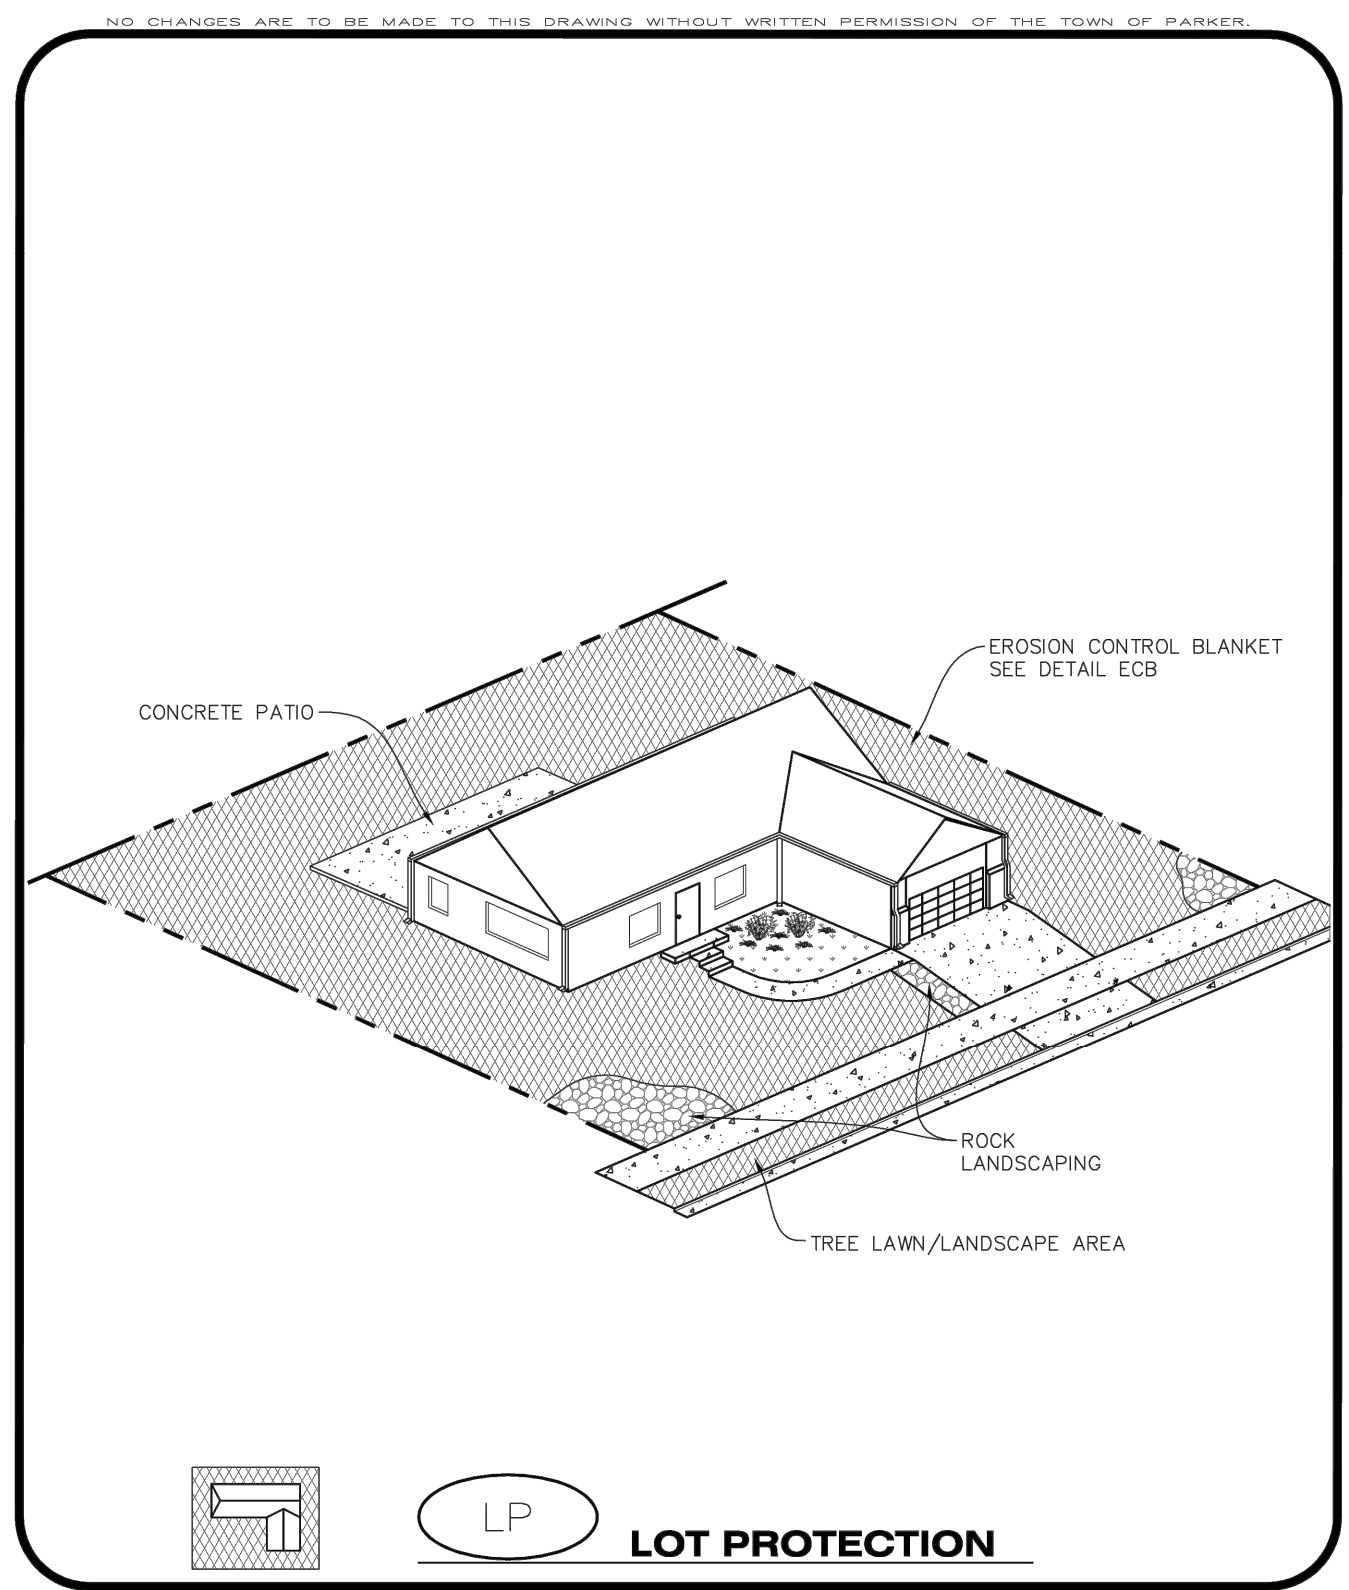 NO CHANGES ARE TO BE MADE TO THIS DRAWING WITHOUT WRITTEN PERMISSION OF THE TOWN OF PARKER.
EROSION CONTROL BLANKET
SEE DETAIL ECB
CONCRETE PATIO
ROCK
LANDSCAPING
TREE LAWN/LANDSCAPE AREA
LP
LOT PROTECTION